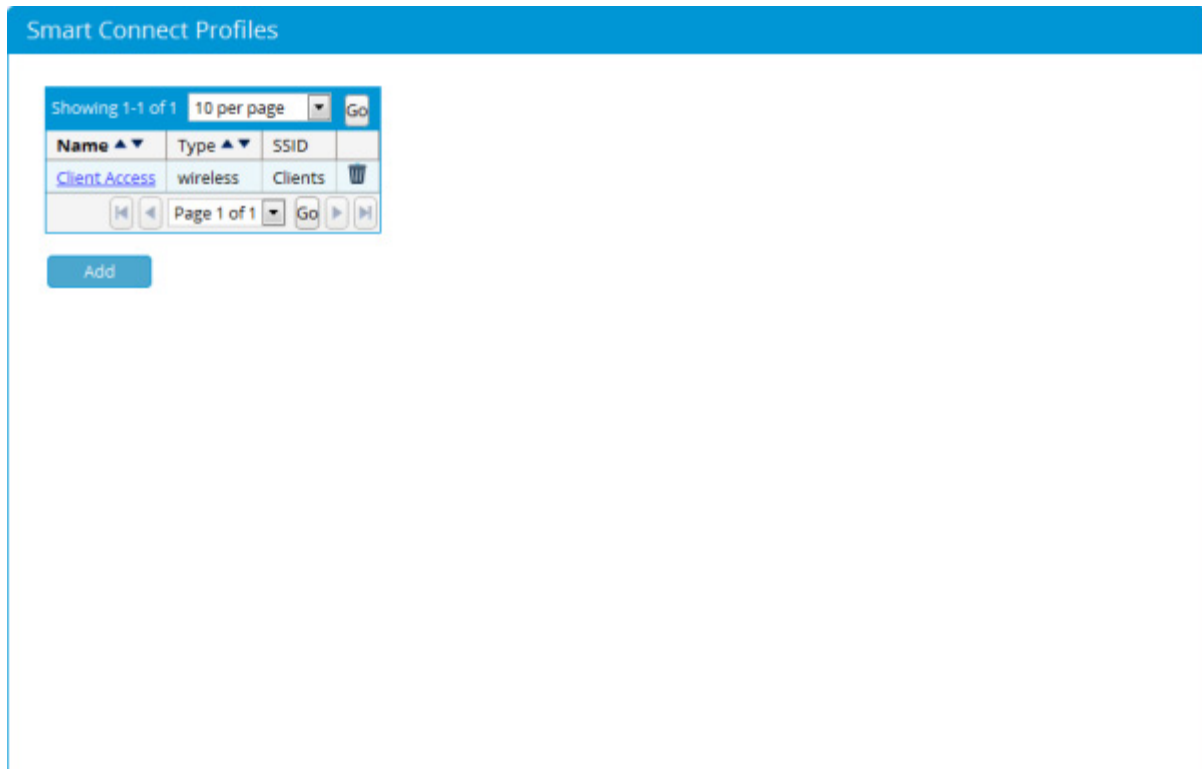 Smart Connect Profiles
Showing 1-1 of 1 10 per page Go
Name Type SSID
Client Access wireless Clients
Page 1 of 1 Go
Add